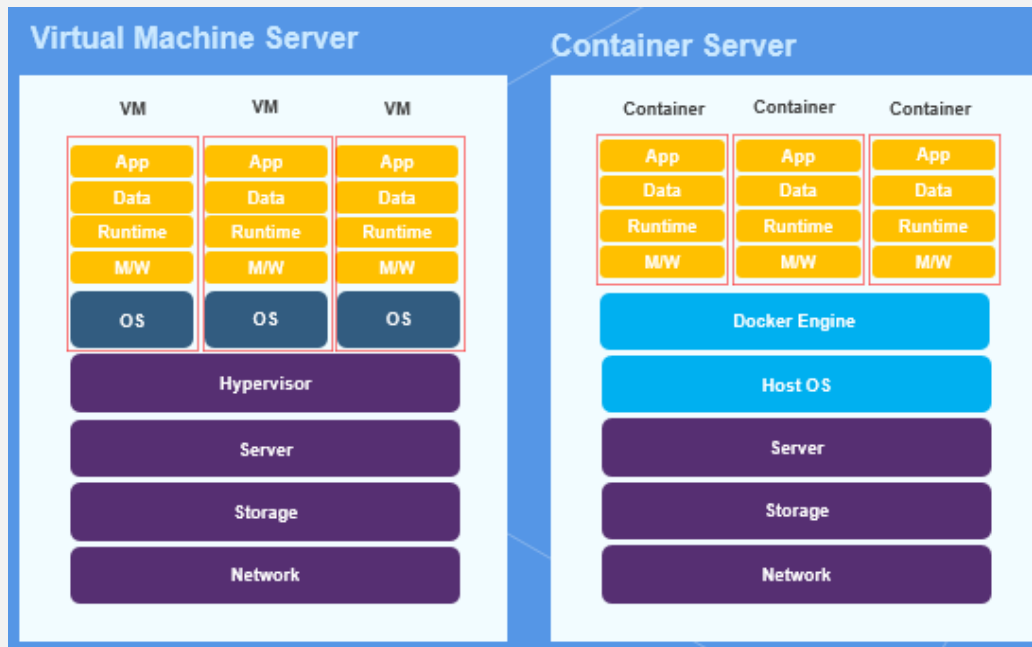 Virtual Machine Server
VM VM VM
App App App
Data Data Data
Runtime Runtime Runtime
M/W M/W M/W
OS OS OS
Hypervisor
Server
Storage
Network
Container Server
Container Container Container
App App App
Data Data Data
Runtime Runtime Runtime
M/W M/W M/W
Docker Engine
Host OS
Server
Storage
Network